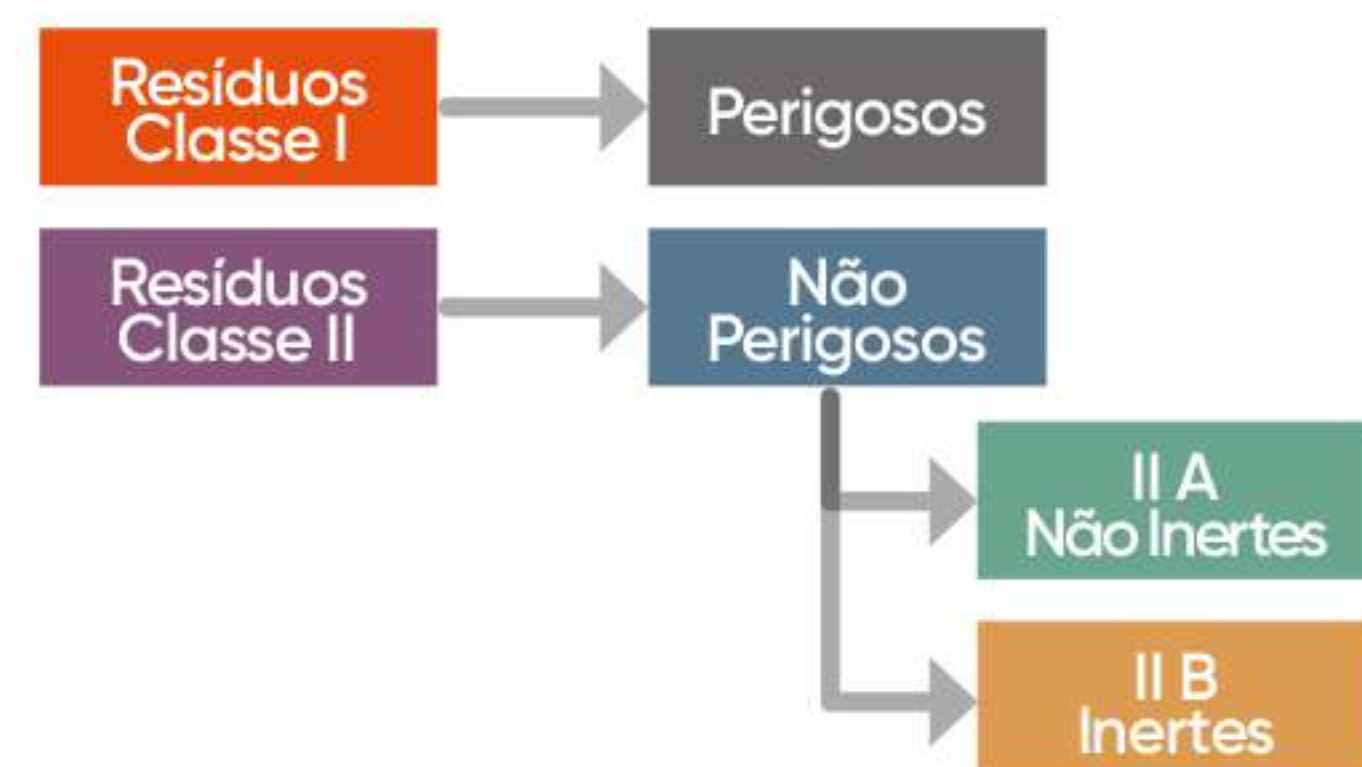 Resíduos
Classe I
Perigosos
Resíduos
Classe II
Não
Perigosos
II A
Não Inertes
II B
Inertes